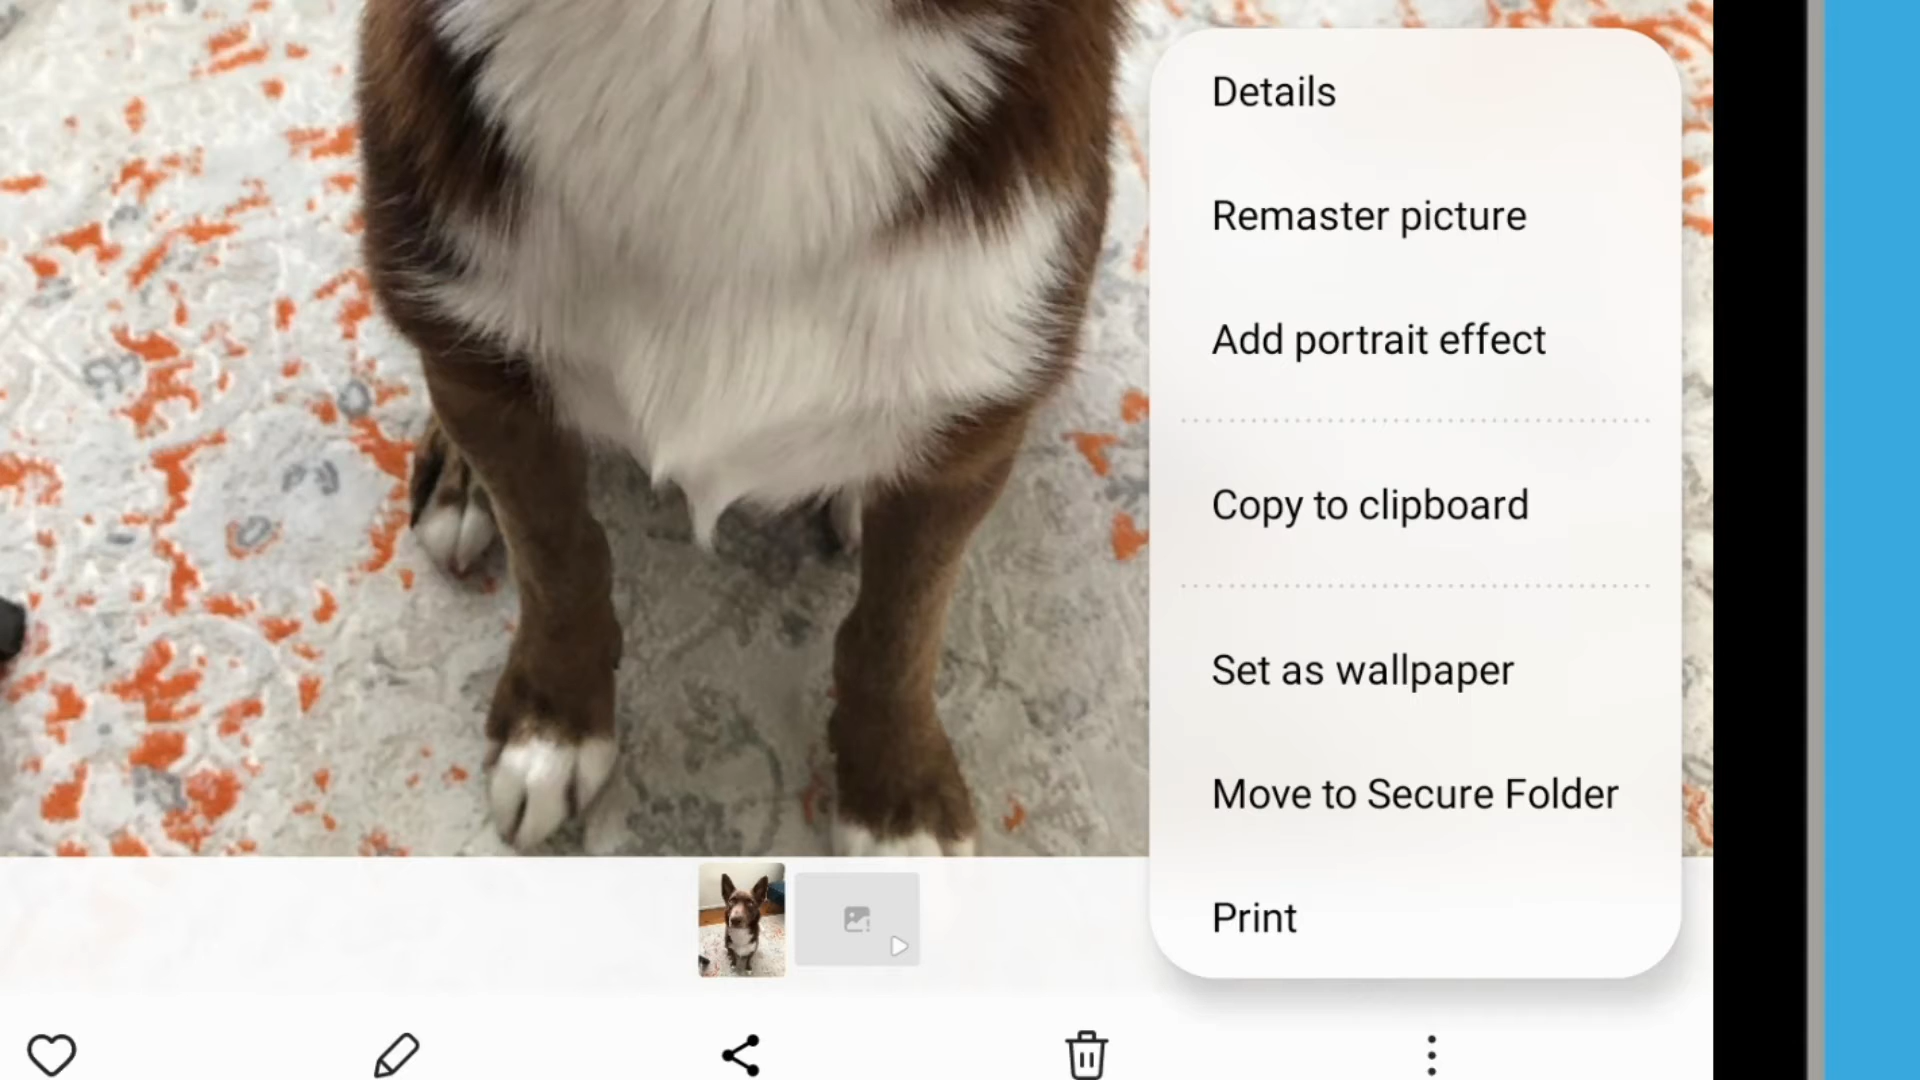 Details
Remaster picture
Add portrait effect
Copy to clipboard
Set as wallpaper
Move to Secure Folder
Print